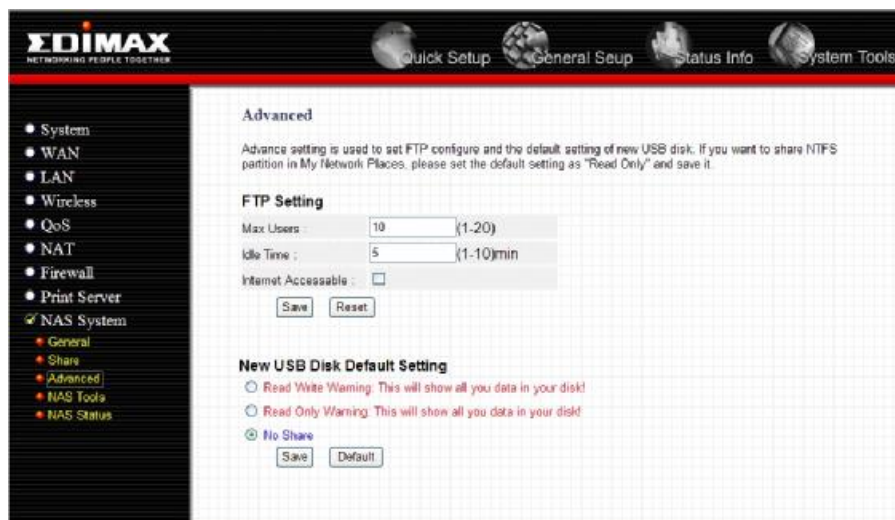 EDIMAX
NETWORKING PEOPLE TOGETHER
Quick Setup
General Seup
Status Info
System Tools
System
WAN
LAN
Wireless
QoS
NAT
Firewall
Print Server
NAS System
General
Share
Advanced
NAS Tools
NAS Status
Advanced
Advance setting is used to set FTP configure and the default setting of new USB disk. If you want to share NTFS
partition in My Network Places, please set the default setting as "Read Only" and save it.
FTP Setting
Max Users : 10 (1-20)
Idle Time : 5 (1-10)min
Internet Accessable :
Save Reset
New USB Disk Default Setting
Read Write Warning: This will show all you data in your disk!
Read Only Warning: This will show all you data in your disk!
No Share
Save Default